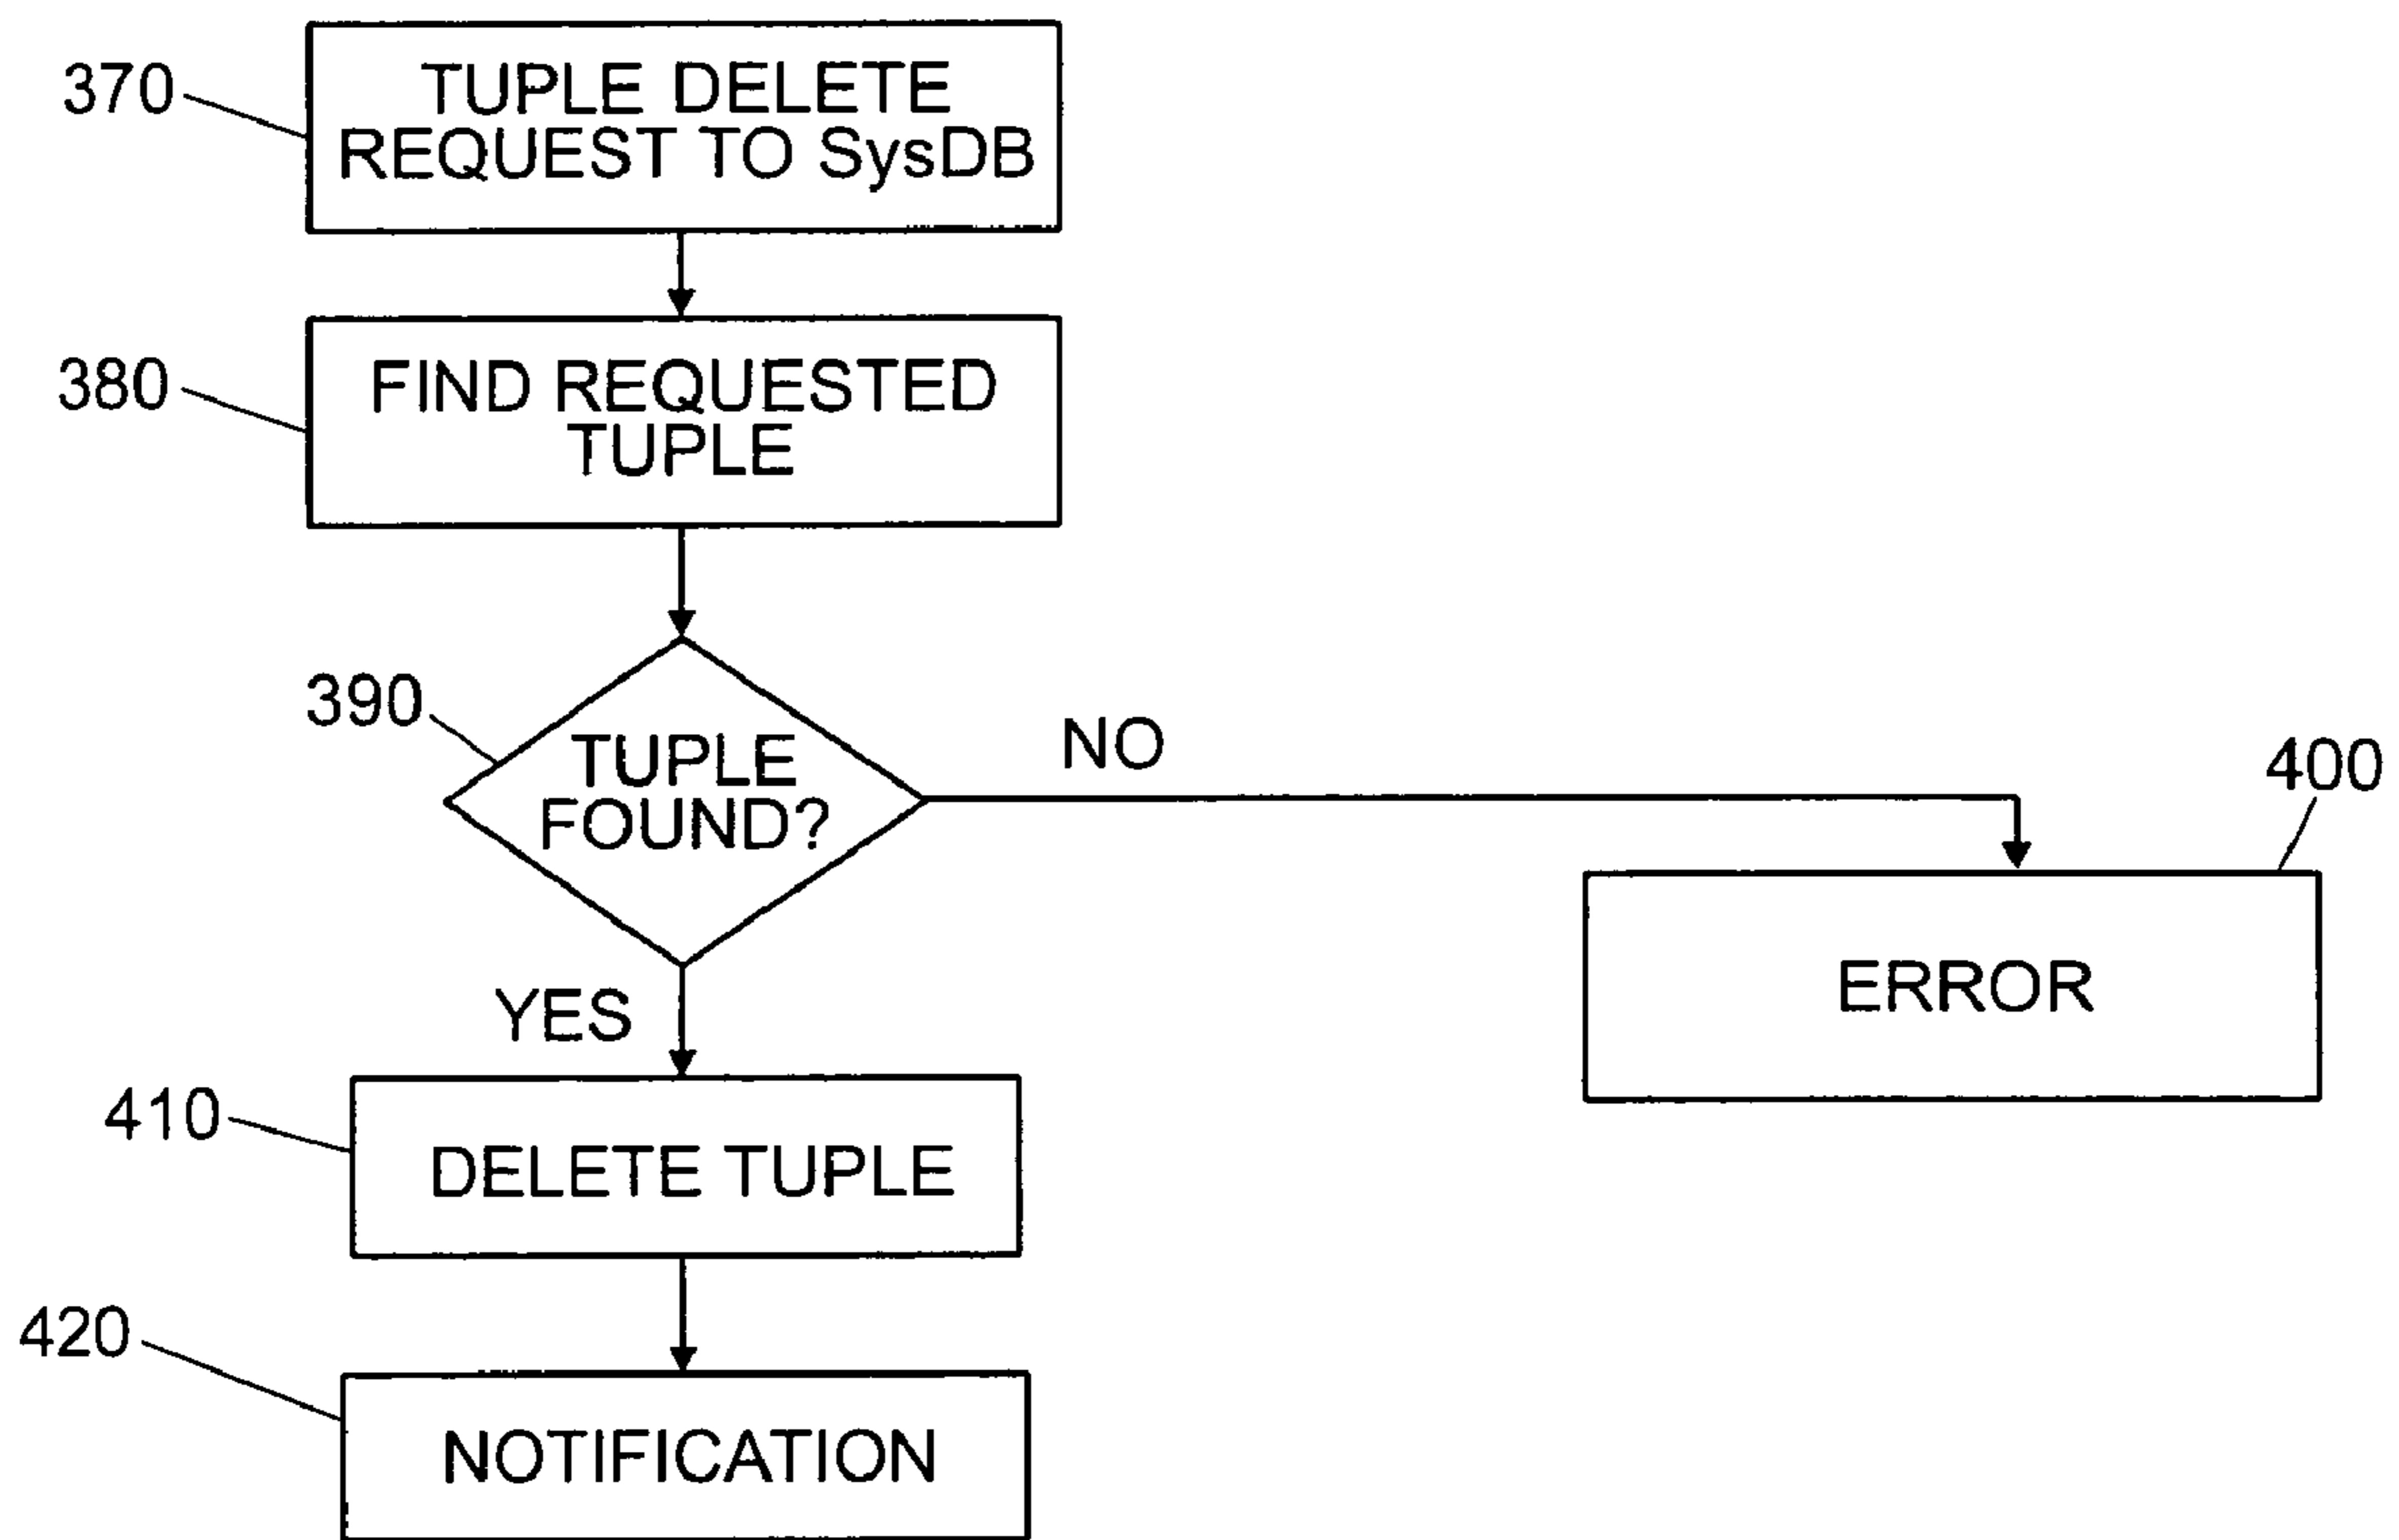 370
TUPLE DELETE
REQUEST TO SysDB
380
FIND REQUESTED
TUPLE
390
TUPLE
FOUND?
NO
400
ERROR
YES
410
DELETE TUPLE
420
NOTIFICATION